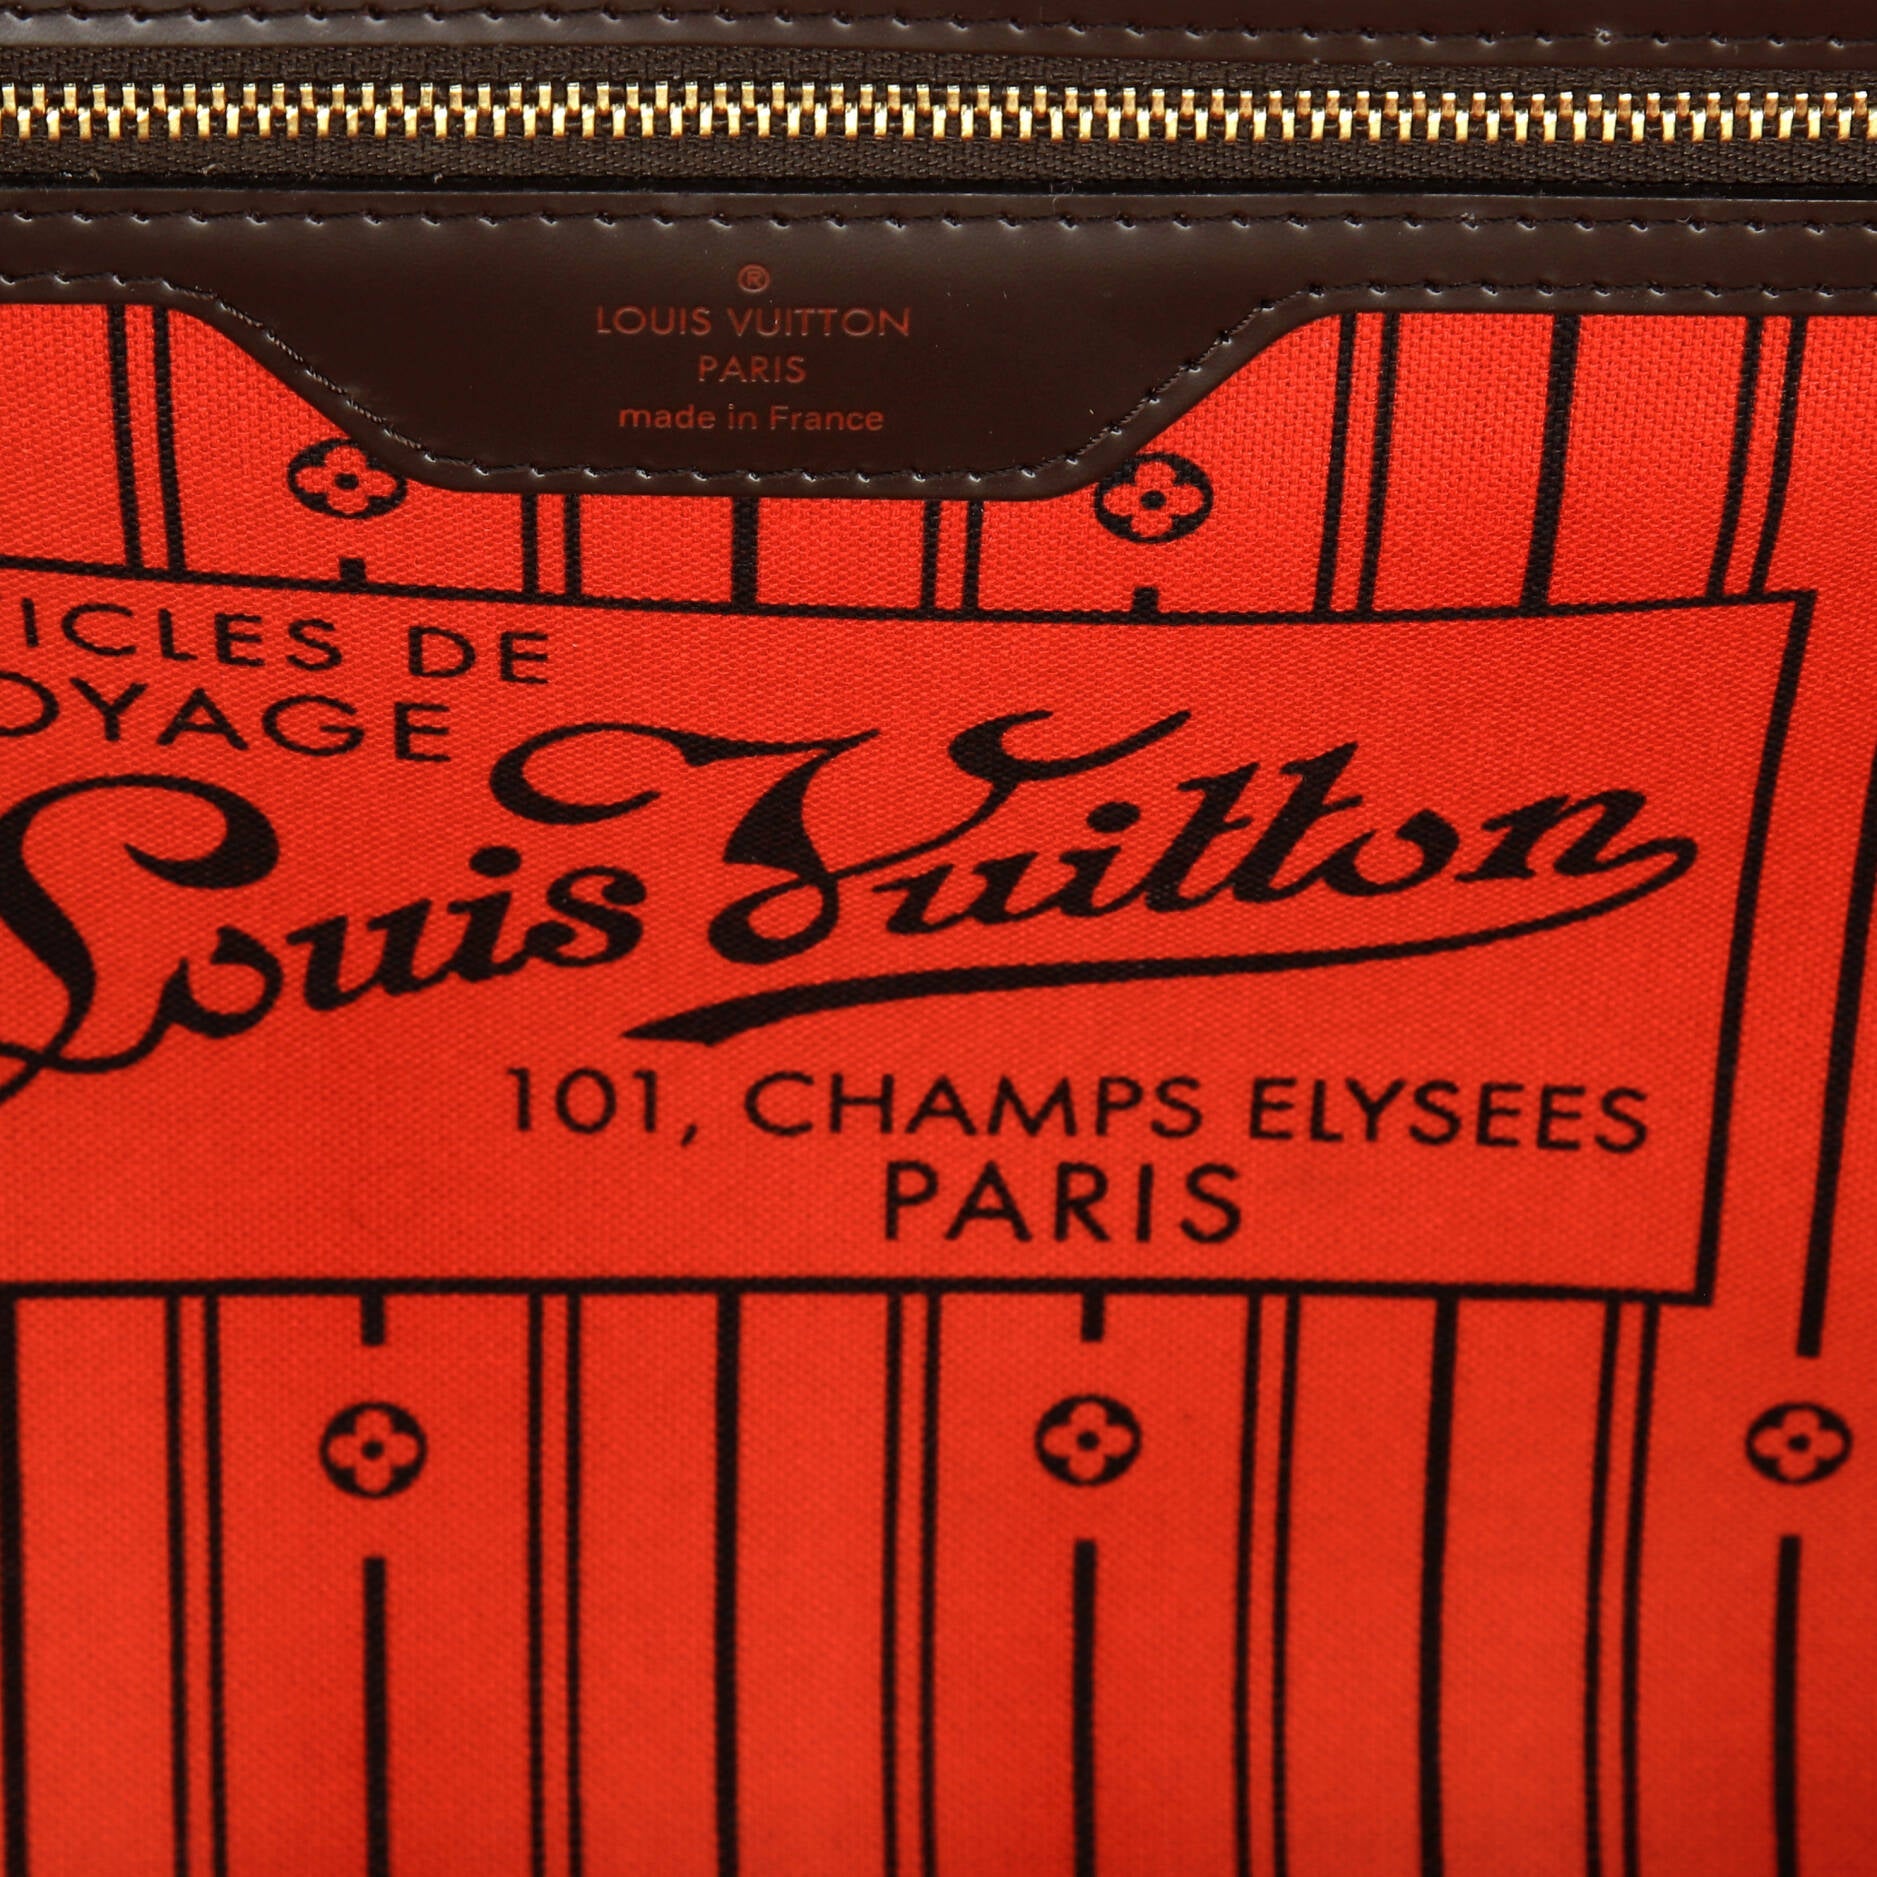 ®
LOUIS VUITTON
PARIS
made in France
ICLES DE
OYAGE
Louis Vuitton
101, CHAMPS ELYSEES
PARIS